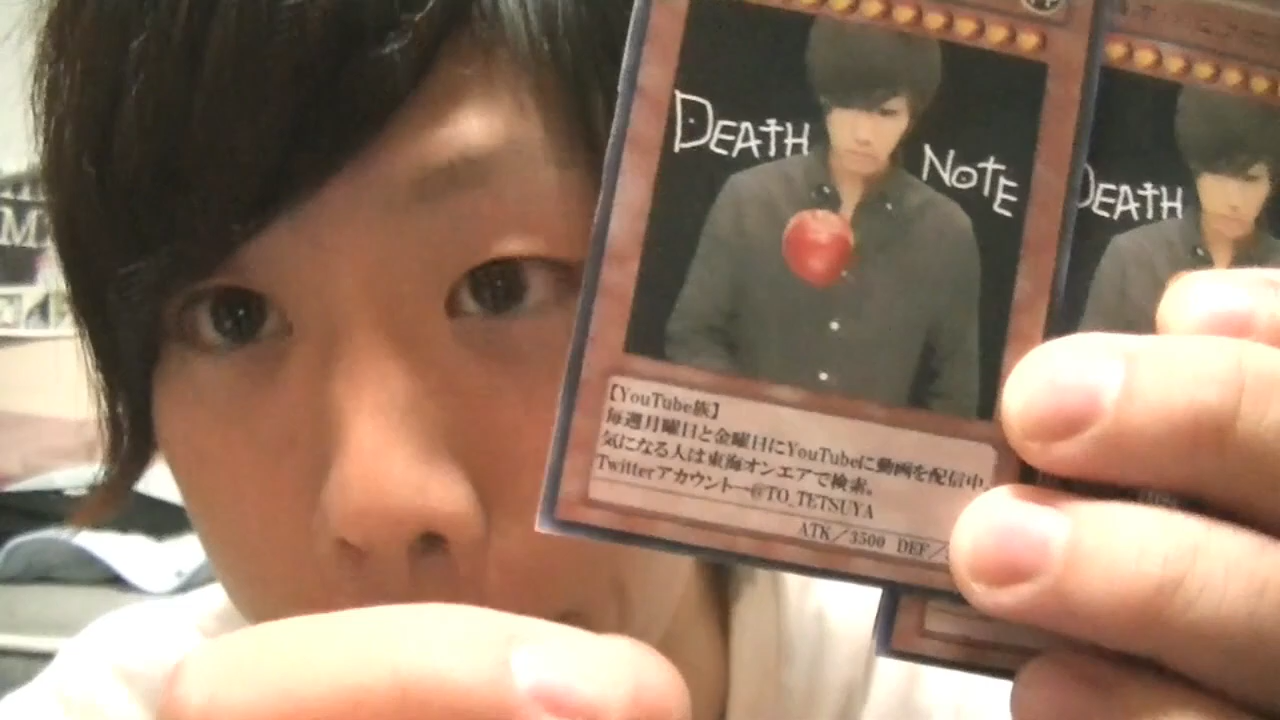 DEATH NOTE
【YouTube族】
毎週月曜日と金曜日にYouTubeに動画を配信中。
気になる人は東海オンエアで検索。
Twitterアカウント→@TO_TETSUYA
ATK/3500 DEF/
DEATH
M